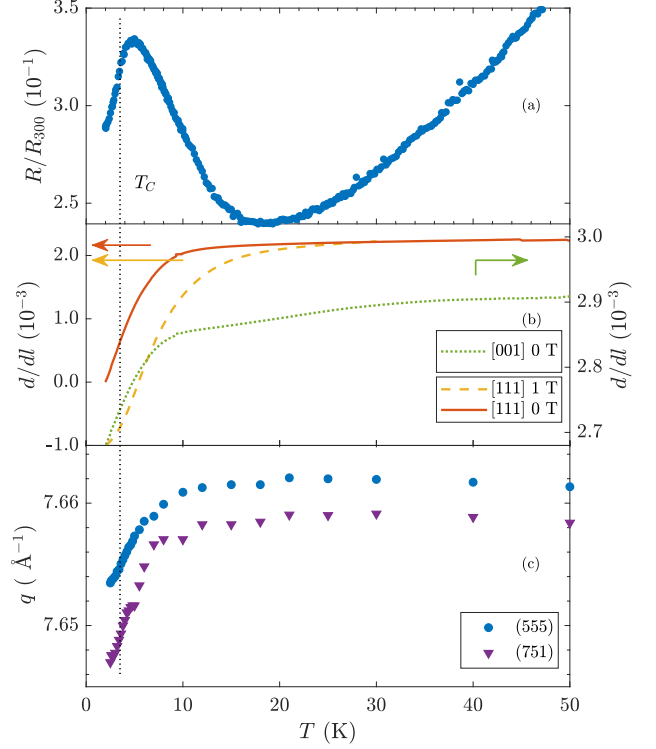 3.5
3.0
2.5
R/R300 (10−1)
(a)
TC
2.0
1.0
0.0
-1.0
d/dl (10−3)
3.0
2.9
2.8
2.7
d/dl (10−3)
(b)
[001] 0 T
[111] 1 T
[111] 0 T
7.66
7.65
q ( Å−1)
(c)
(555)
(751)
0 10 20 30 40 50
T (K)